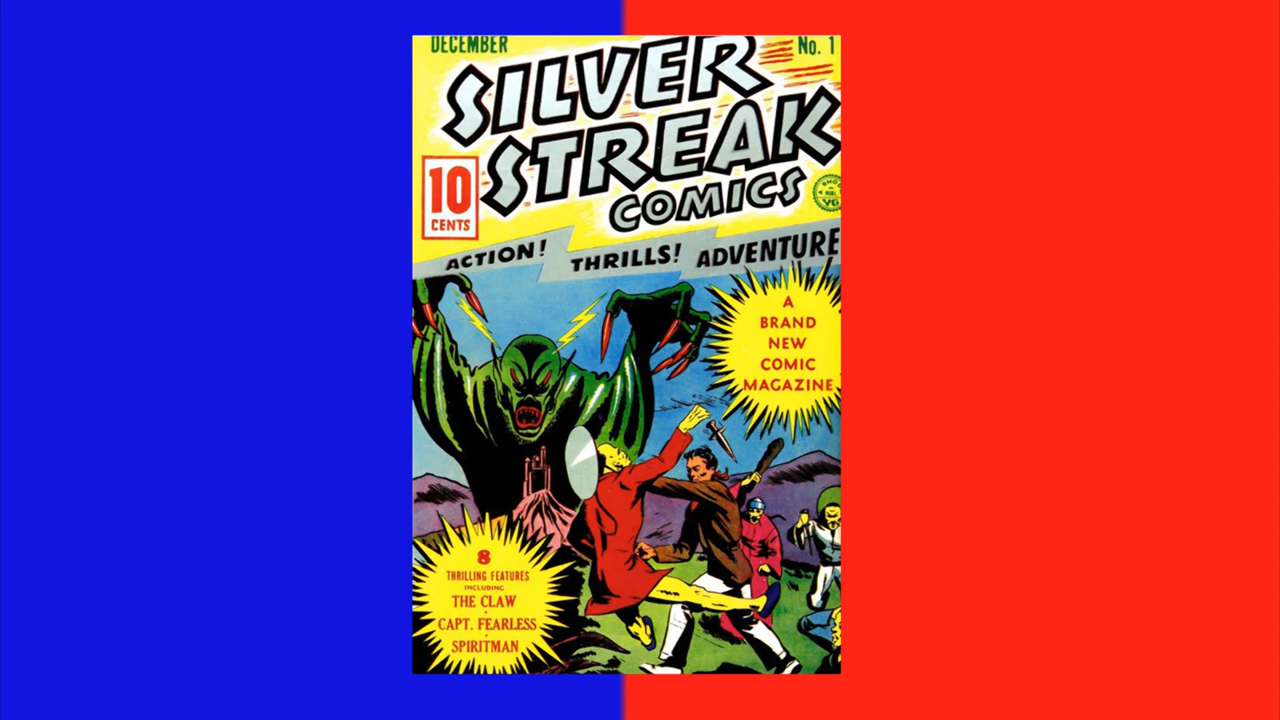 DECEMBER
No. 1
SILVER
STREAK
COMICS
10
CENTS
VG
ACTION! THRILLS! ADVENTURE
A
BRAND
NEW
COMIC
MAGAZINE
8
THRILLING FEATURES
INCLUDING
THE CLAW
CAPT. FEARLESS
SPIRITMAN